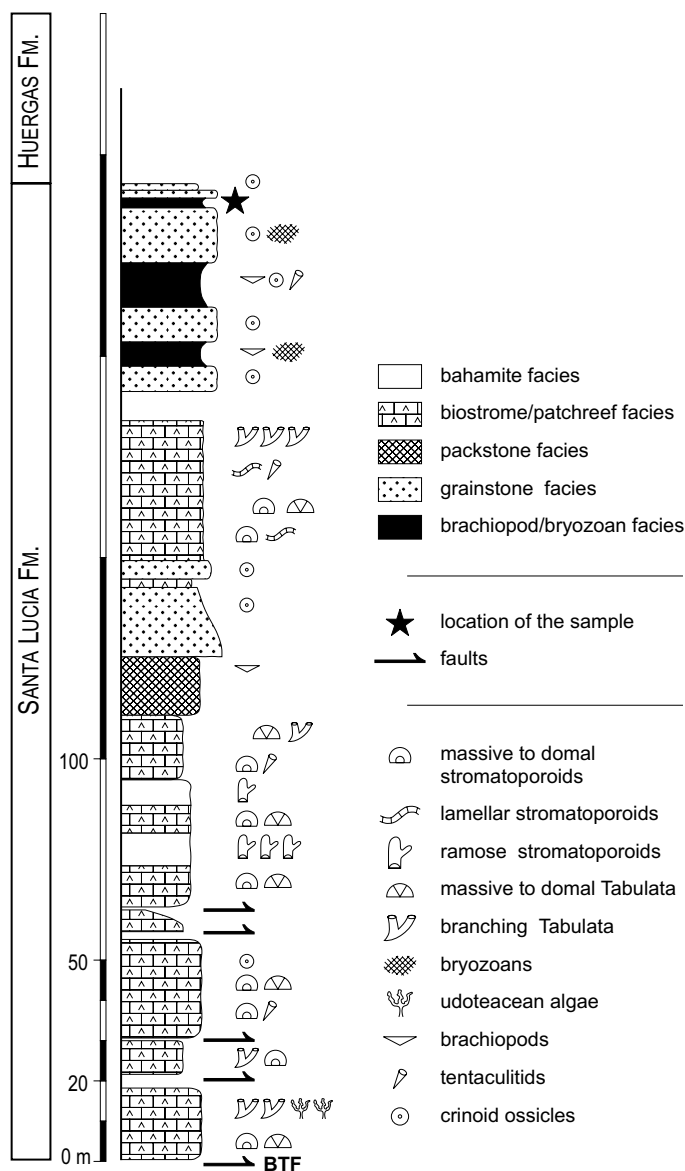 HUERGAS FM.
SANTA LUCIA FM.
100
50
20
0 m
BTF
bahamite facies
biostrome/patchreef facies
packstone facies
grainstone facies
brachiopod/bryozoan facies
location of the sample
faults
massive to domal
stromatoporoids
lamellar stromatoporoids
ramose stromatoporoids
massive to domal Tabulata
branching Tabulata
bryozoans
udoteacean algae
brachiopods
tentaculitids
crinoid ossicles